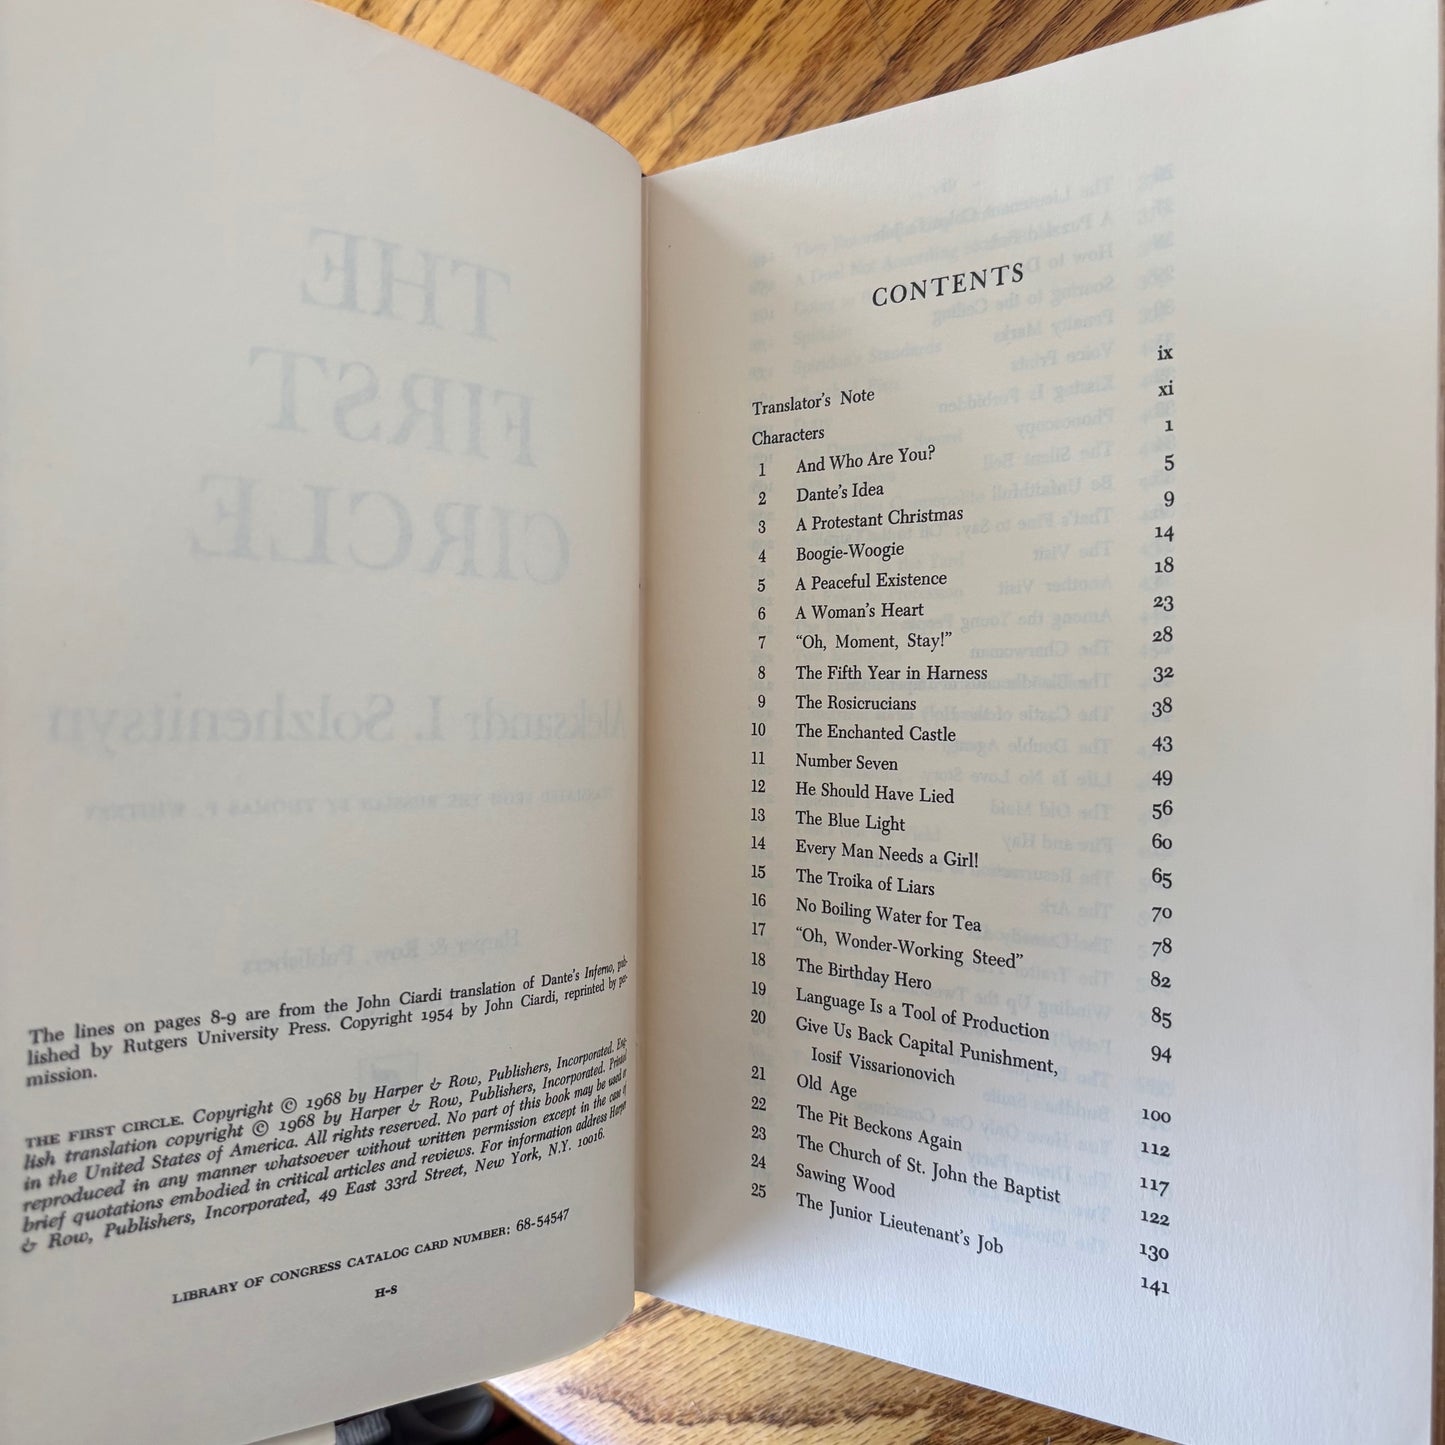 The lines on pages 8-9 are from the John Ciardi translation of Dante's Inferno, pub-
lished by Rutgers University Press. Copyright 1954 by John Ciardi, reprinted by per-
mission.
THE FIRST CIRCLE. Copyright © 1968 by Harper & Row, Publishers, Incorporated. Eng-
lish translation copyright © 1968 by Harper & Row, Publishers, Incorporated. Printed
in the United States of America. All rights reserved. No part of this book may be used or
reproduced in any manner whatsoever without written permission except in the case of
brief quotations embodied in critical articles and reviews. For information address Harper
& Row, Publishers, Incorporated, 49 East 33rd Street, New York, N.Y. 10016.
LIBRARY OF CONGRESS CATALOG CARD NUMBER: 68-54547
H-S
CONTENTS
Translator's Note ix
Characters xi
1 And Who Are You? 1
2 Dante's Idea 5
3 A Protestant Christmas 9
4 Boogie-Woogie 14
5 A Peaceful Existence 18
6 A Woman's Heart 23
7 “Oh, Moment, Stay!” 28
8 The Fifth Year in Harness 32
9 The Rosicrucians 38
10 The Enchanted Castle 43
11 Number Seven 49
12 He Should Have Lied 56
13 The Blue Light 60
14 Every Man Needs a Girl! 65
15 The Troika of Liars 70
16 No Boiling Water for Tea 78
17 “Oh, Wonder-Working Steed” 82
18 The Birthday Hero 85
19 Language Is a Tool of Production 94
20 Give Us Back Capital Punishment,
Iosif Vissarionovich 100
21 Old Age 112
22 The Pit Beckons Again 117
23 The Church of St. John the Baptist 122
24 Sawing Wood 130
25 The Junior Lieutenant's Job 141